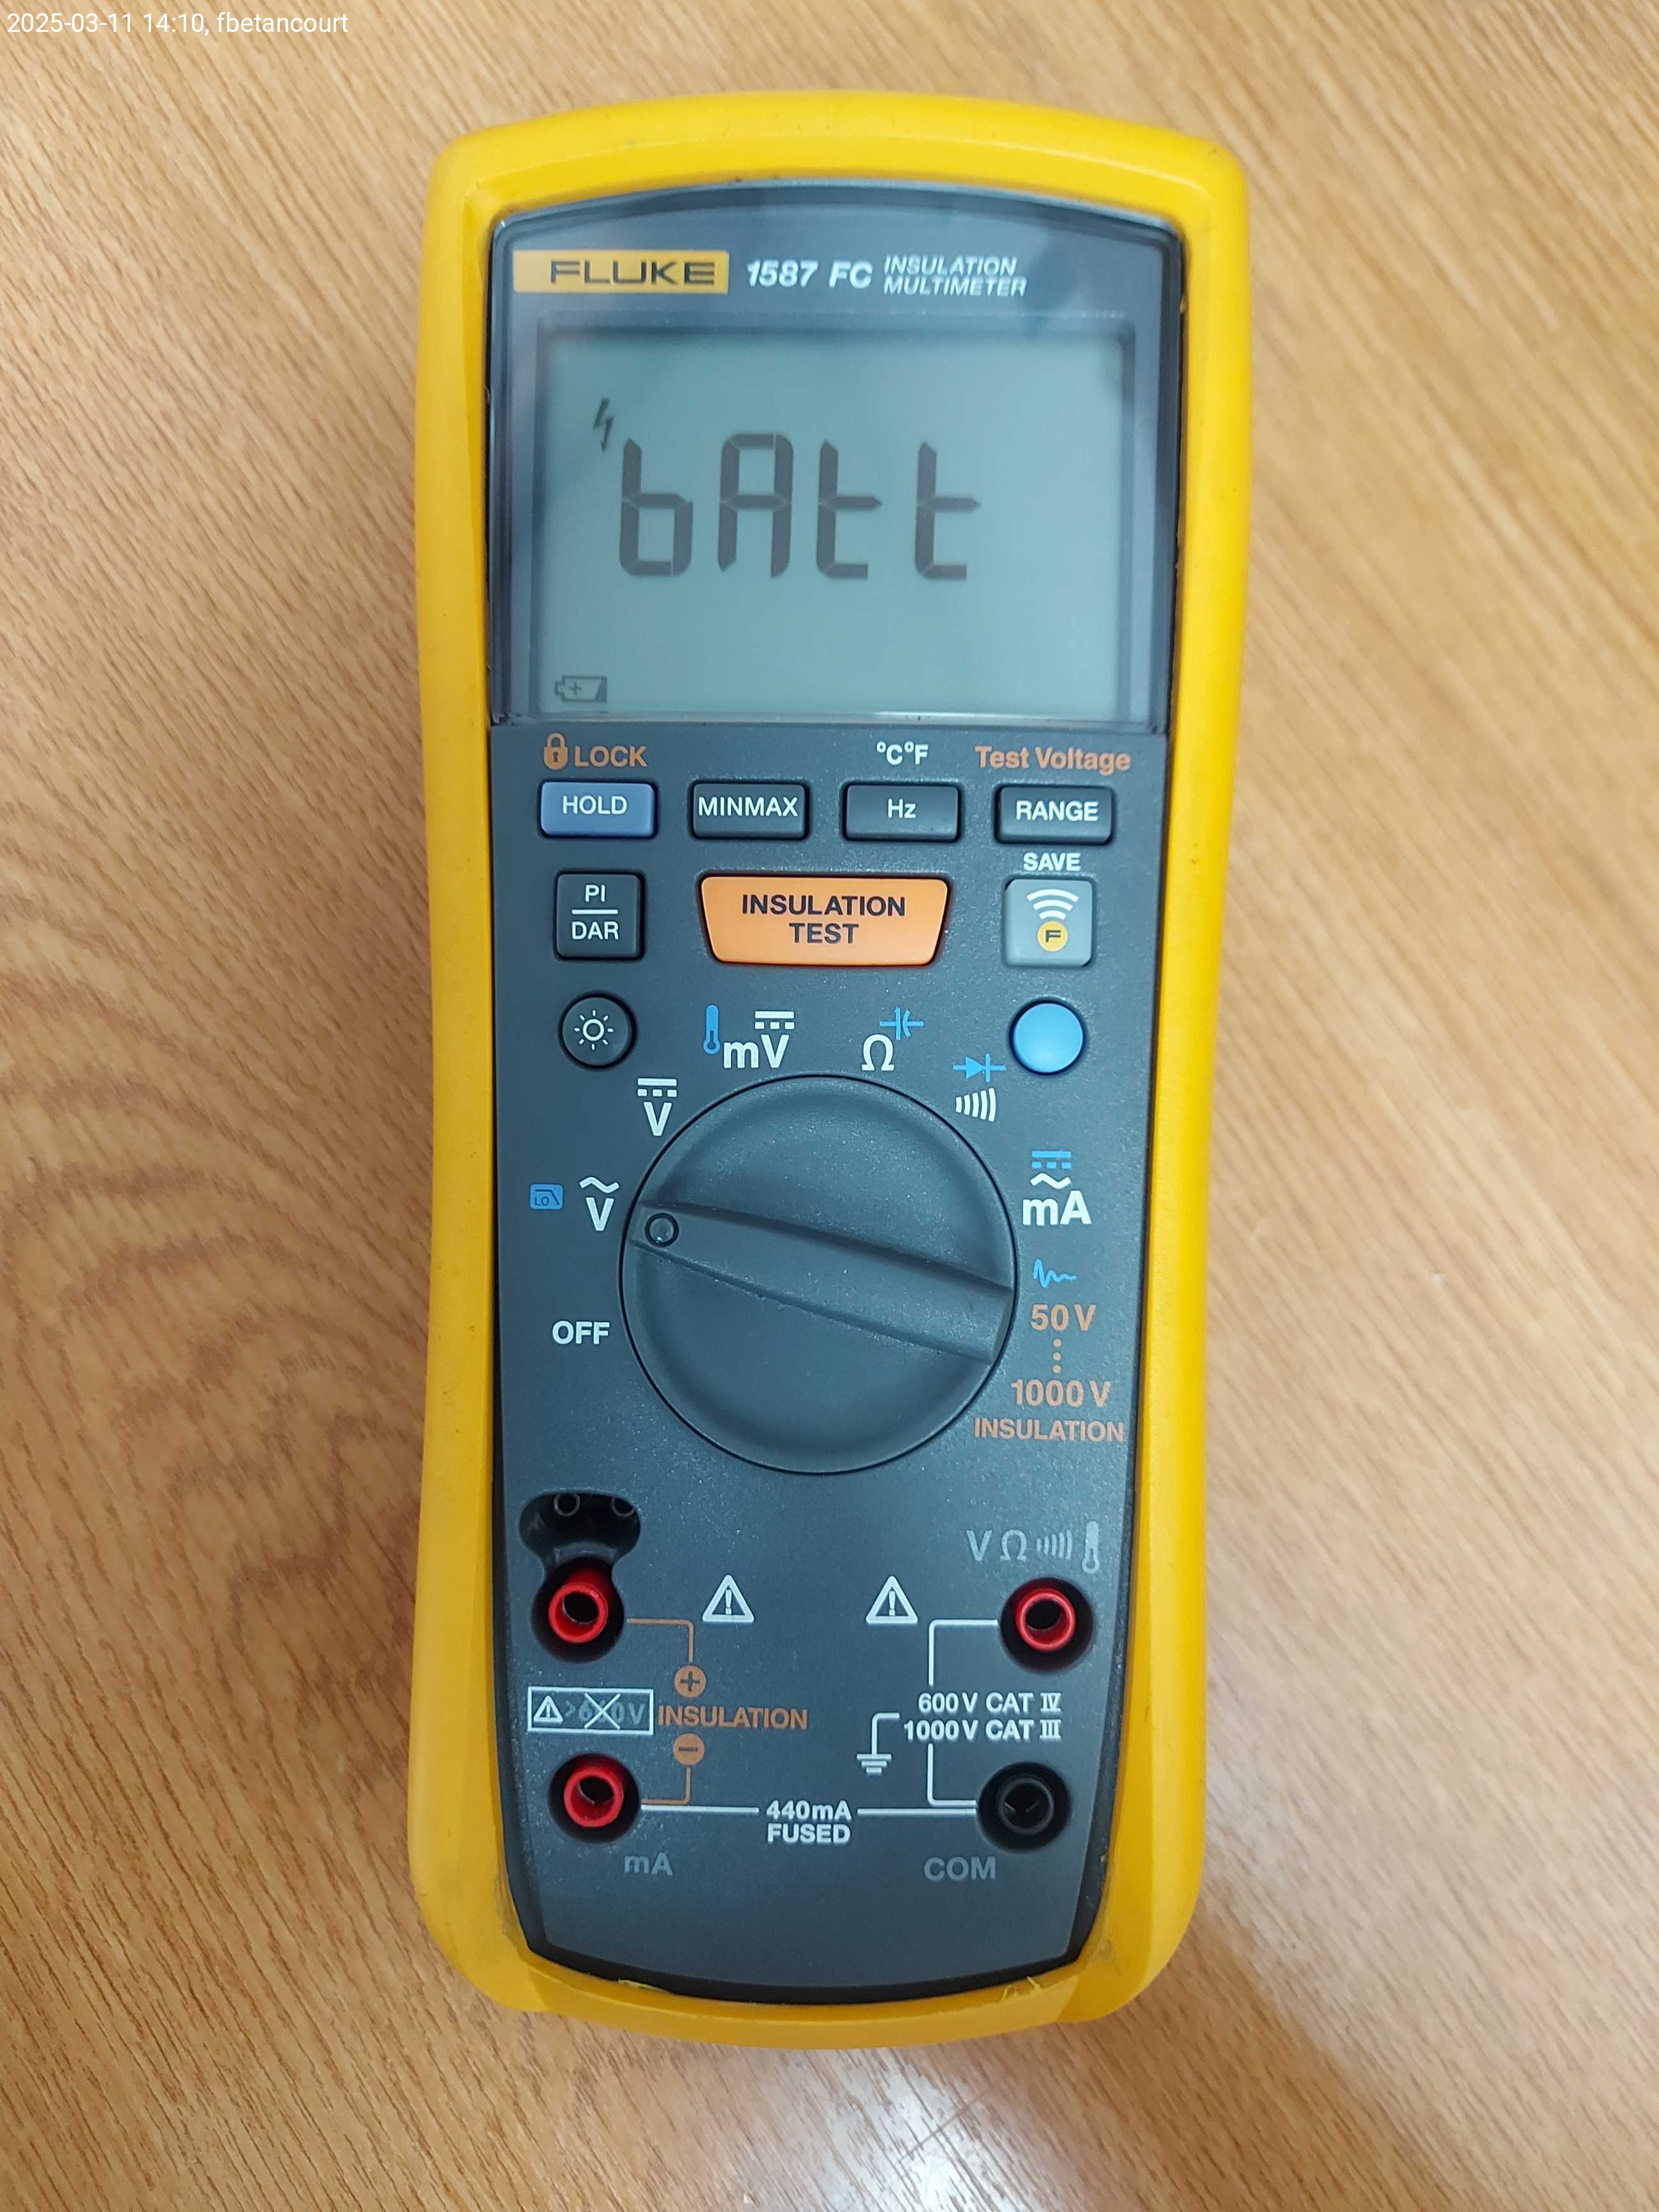 2025-03-11 14:10, fbetancourt
FLUKE 1587 FC INSULATION
MULTIMETER
bAtt
LOCK
°C°F
Test Voltage
HOLD
MINMAX
Hz
RANGE
SAVE
PI
DAR
INSULATION
TEST
F
mV
Ω
V
LO
V
mA
OFF
50 V
1000 V
INSULATION
V Ω
INSULATION
600 V CAT IV
1000 V CAT III
440mA
FUSED
mA
COM